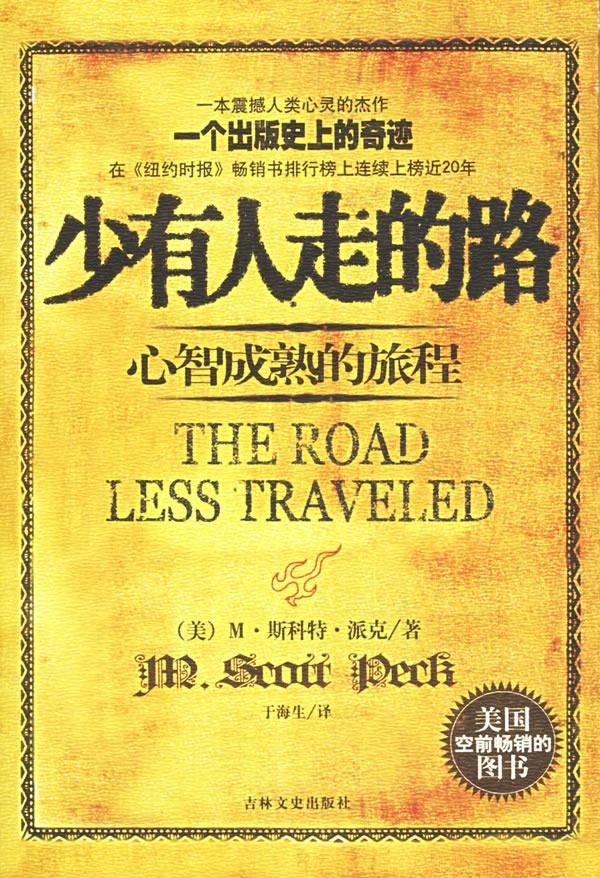 一本震撼人类心灵的杰作
一个出版史上的奇迹
在《纽约时报》畅销书排行榜上连续上榜近20年
少有人走的路
心智成熟的旅程
THE ROAD
LESS TRAVELED
（美）M·斯科特·派克/著
M. Scott Peck
于海生/译
美国
空前畅销的
图书
吉林文史出版社